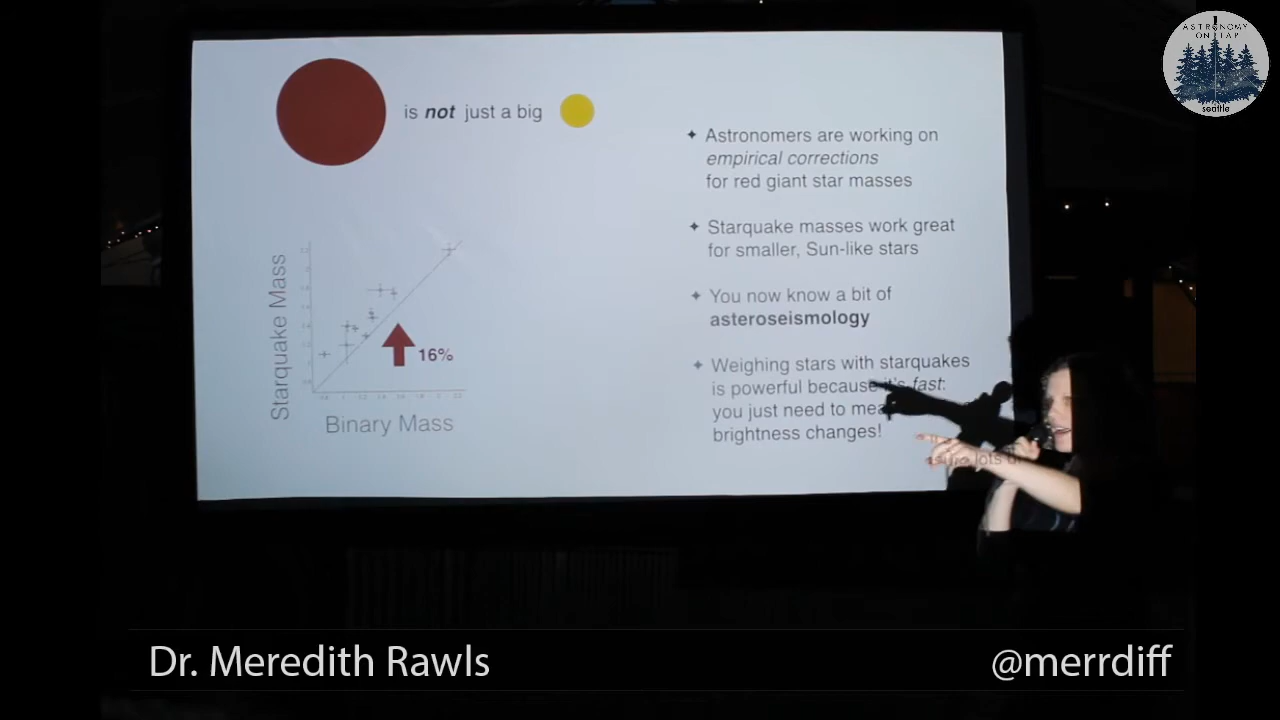 ASTRONOMY
ON TAP
seattle
is not just a big
✦ Astronomers are working on
empirical corrections
for red giant star masses
✦ Starquake masses work great
for smaller, Sun-like stars
✦ You now know a bit of
asteroseismology
✦ Weighing stars with starquakes
is powerful because it's fast:
you just need to
brightness changes!
lots of
Starquake Mass
16%
Binary Mass
Dr. Meredith Rawls
@merrdiff